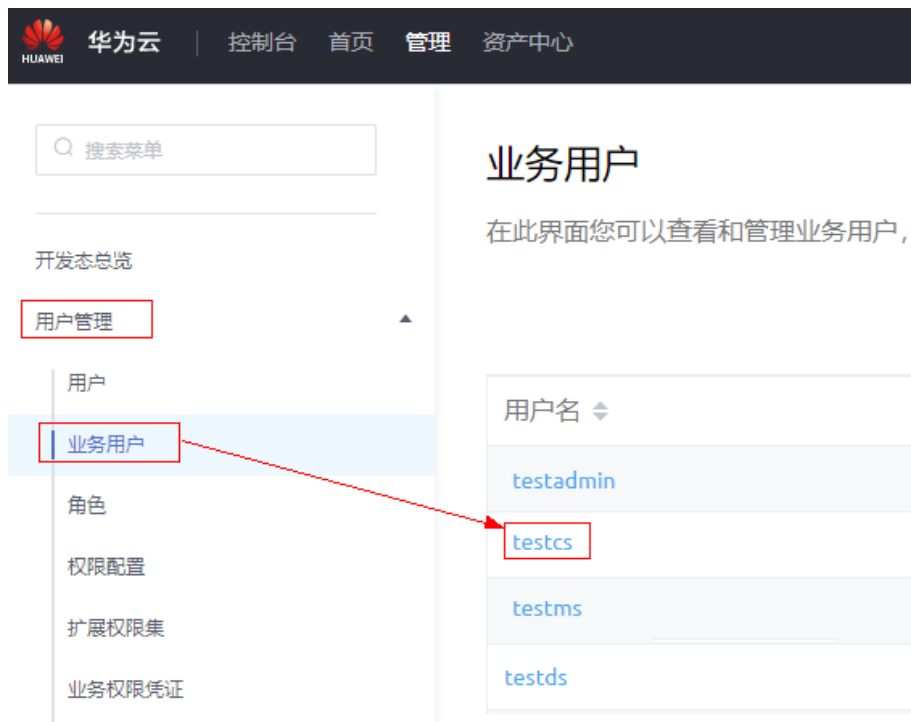 HUAWEI 华为云 控制台 首页 管理 资产中心
搜索菜单
开发态总览
用户管理
用户
业务用户
角色
权限配置
扩展权限集
业务权限凭证
业务用户
在此界面您可以查看和管理业务用户，
用户名
testadmin
testcs
testms
testds